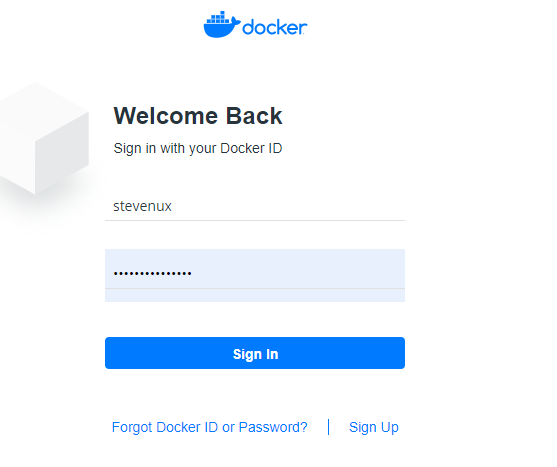 docker
Welcome Back
Sign in with your Docker ID
stevenux
•••••••••••••••
Sign In
Forgot Docker ID or Password? | Sign Up